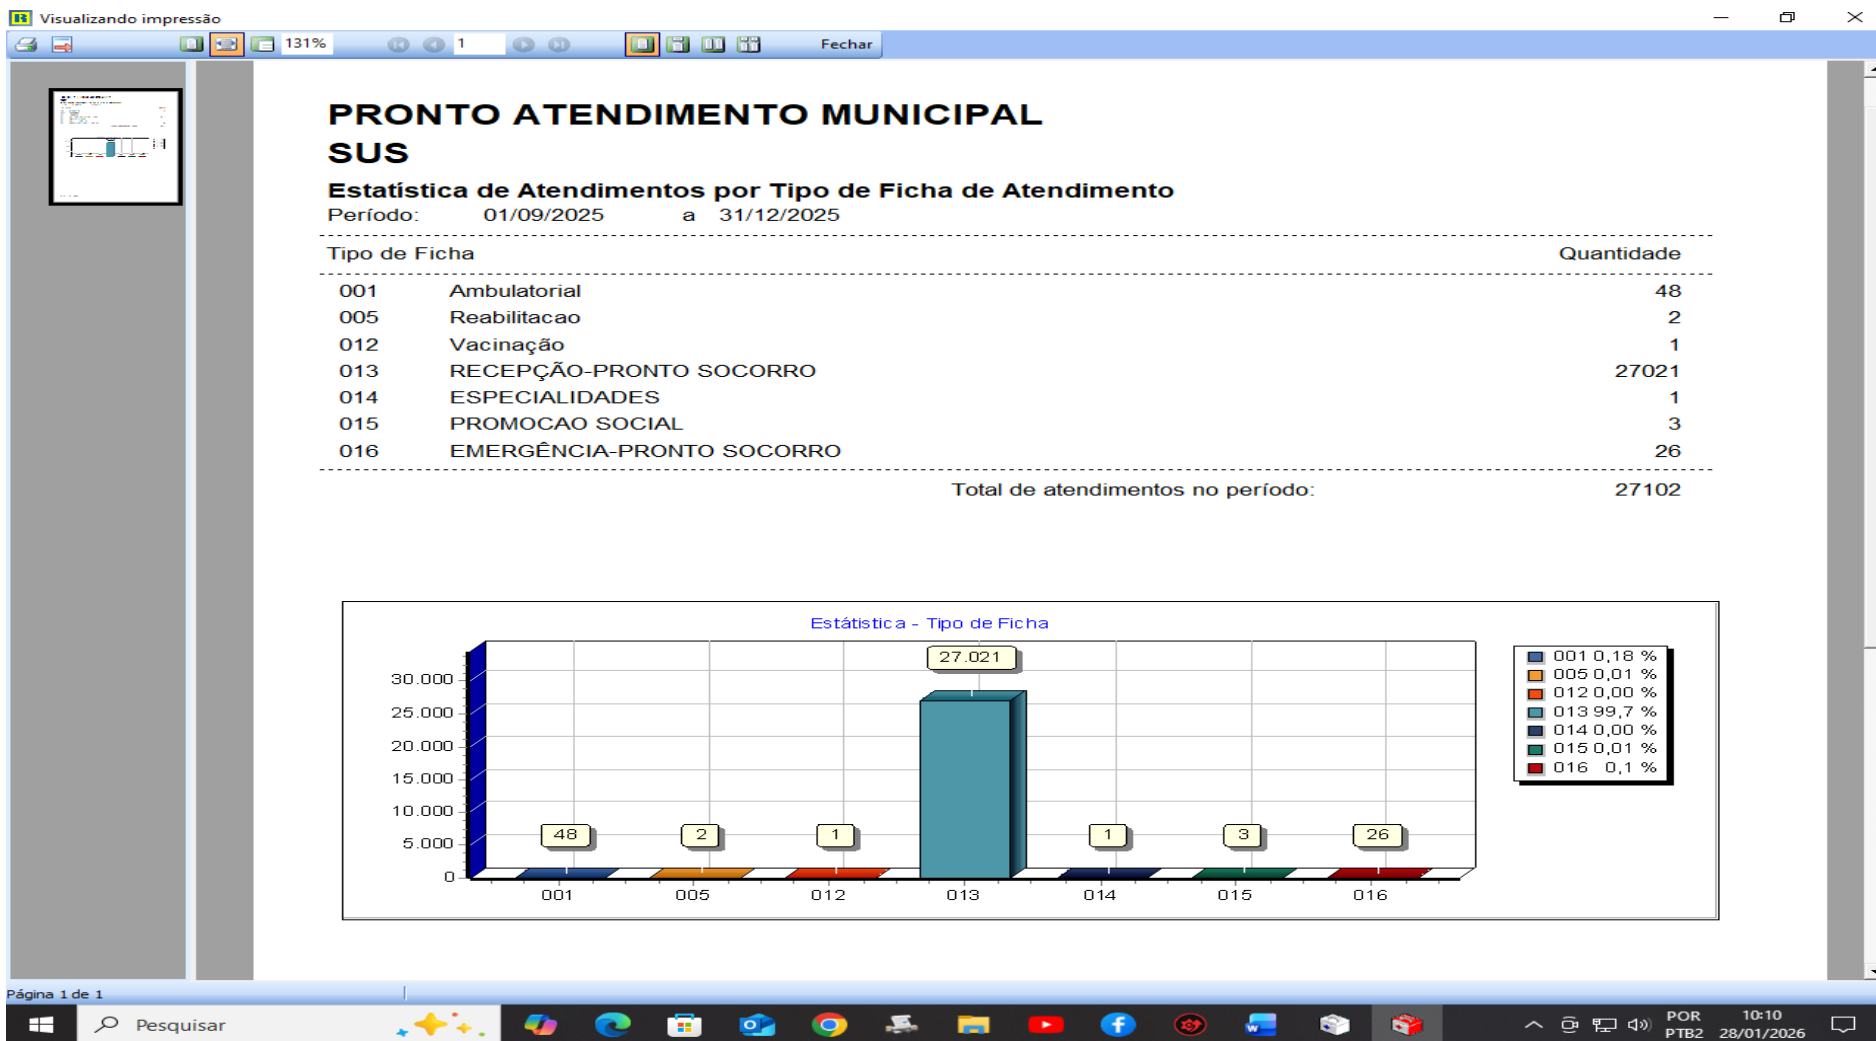 Visualizando impressão
131% 1 Fechar
PRONTO ATENDIMENTO MUNICIPAL
SUS
Estatística de Atendimentos por Tipo de Ficha de Atendimento
Período: 01/09/2025 a 31/12/2025
Tipo de Ficha Quantidade
001 Ambulatorial 48
005 Reabilitacao 2
012 Vacinação 1
013 RECEPÇÃO-PRONTO SOCORRO 27021
014 ESPECIALIDADES 1
015 PROMOCAO SOCIAL 3
016 EMERGÊNCIA-PRONTO SOCORRO 26
Total de atendimentos no período: 27102
Estátistica - Tipo de Ficha
27.021
30.000
25.000
20.000
15.000
10.000
5.000
0
48 2 1 1 3 26
001 005 012 013 014 015 016
001 0,18 %
005 0,01 %
012 0,00 %
013 99,7 %
014 0,00 %
015 0,01 %
016 0,1 %
Página 1 de 1
Pesquisar
POR 10:10
PTB2 28/01/2026